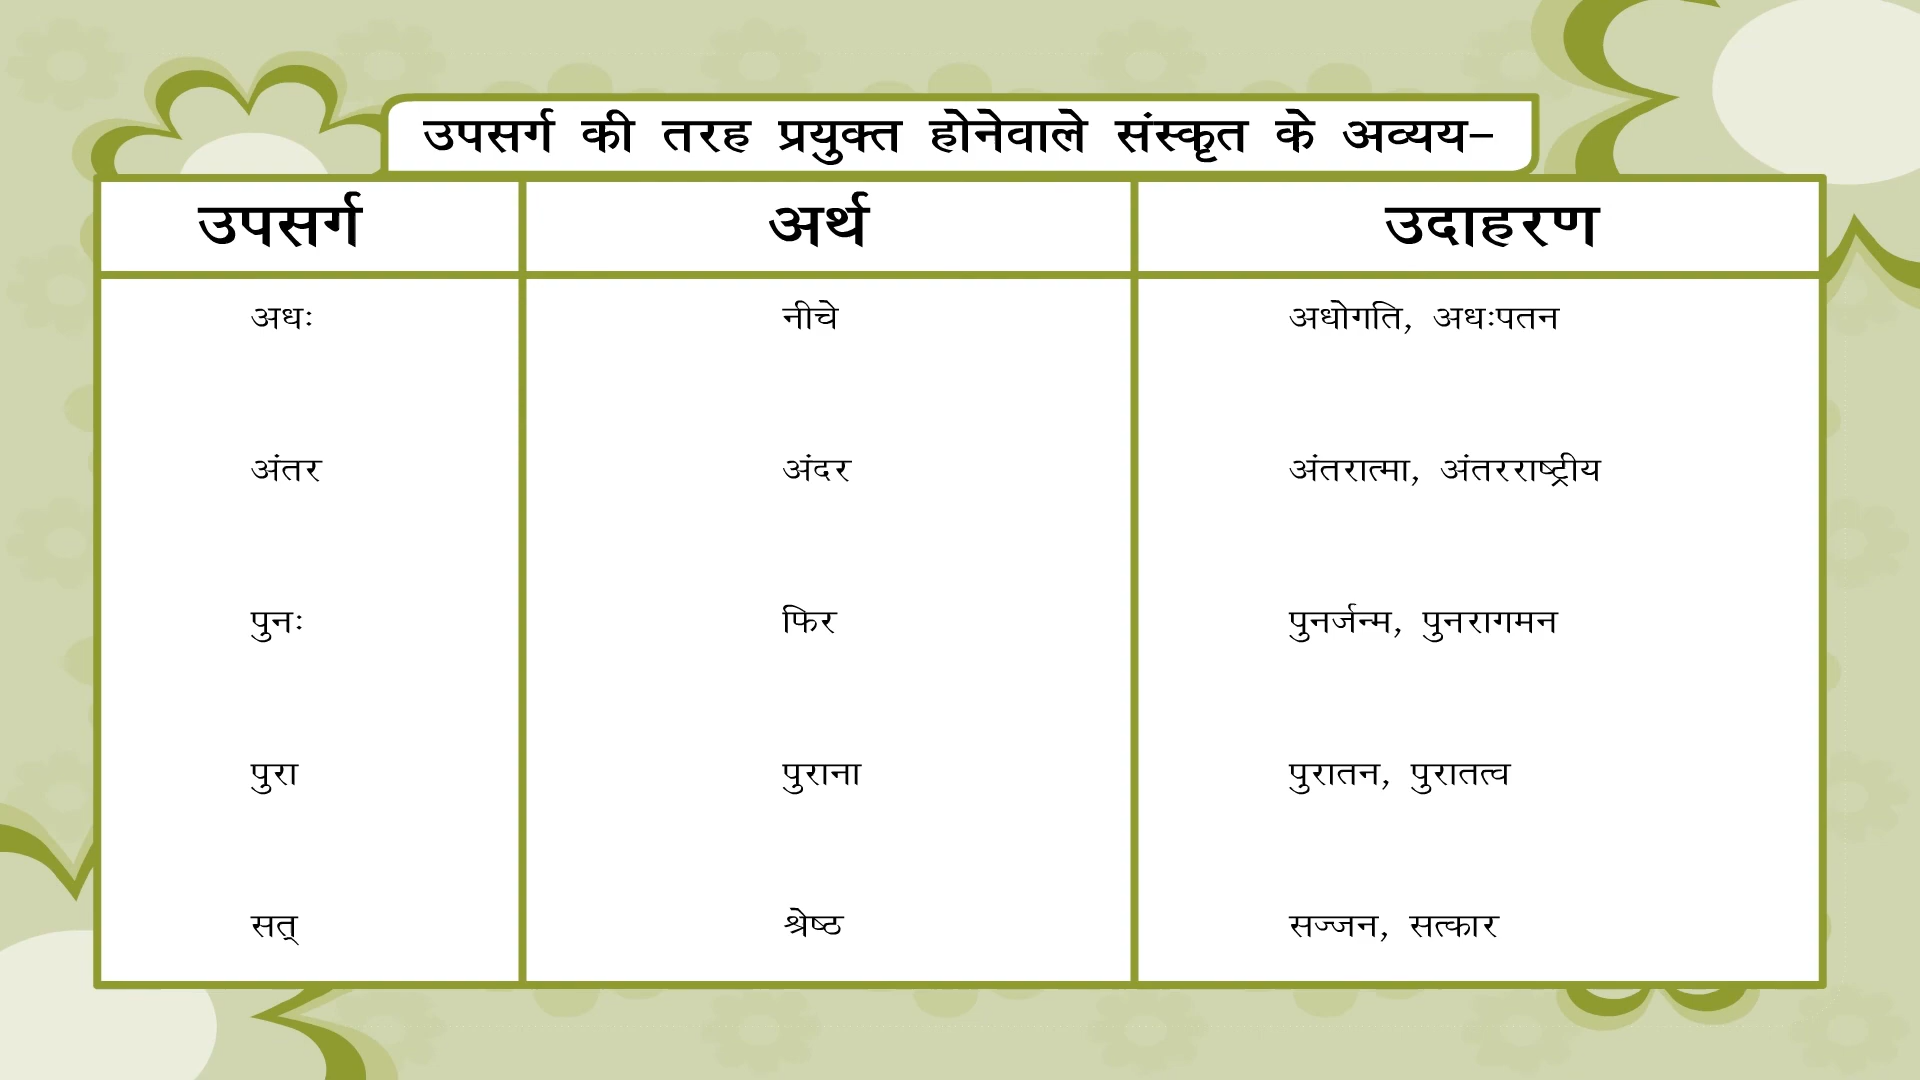 उपसर्ग की तरह प्रयुक्त होनेवाले संस्कृत के अव्यय–
उपसर्ग अर्थ उदाहरण
अधः नीचे अधोगति, अधःपतन
अंतर अंदर अंतरात्मा, अंतरराष्ट्रीय
पुनः फिर पुनर्जन्म, पुनरागमन
पुरा पुराना पुरातन, पुरातत्व
सत् श्रेष्ठ सज्जन, सत्कार